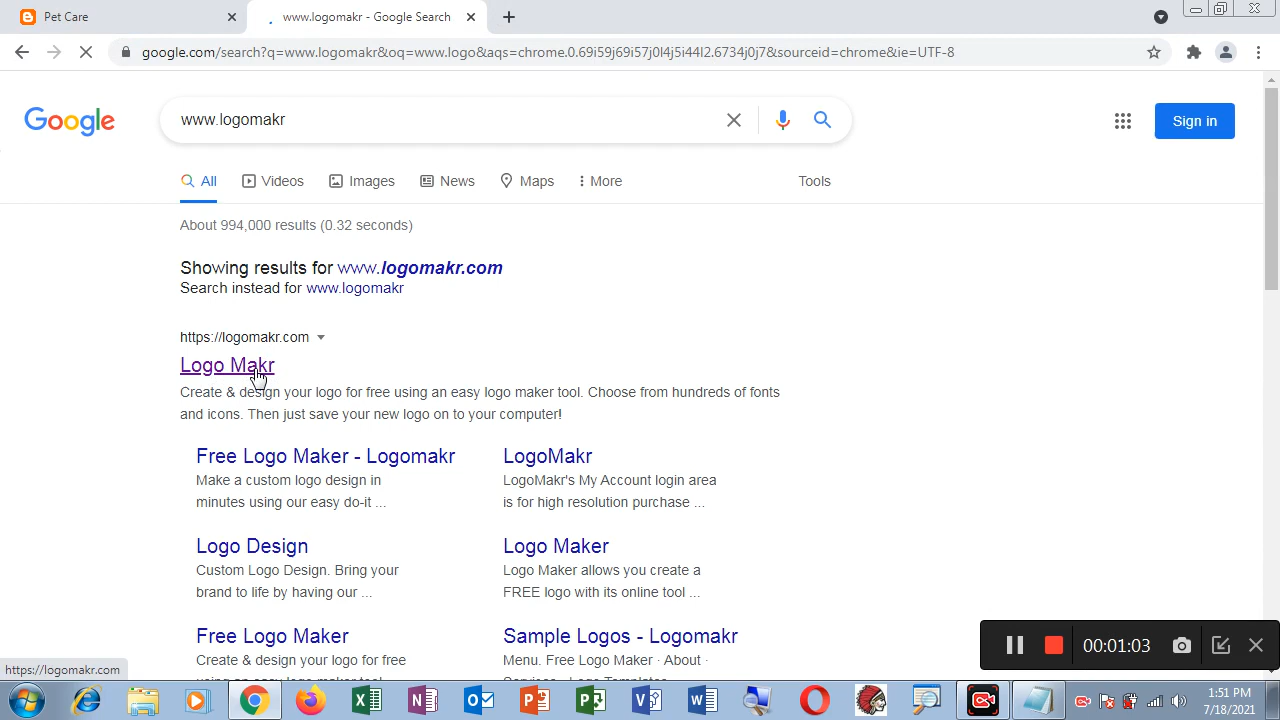 Pet Care
www.logomakr - Google Search
google.com/search?q=www.logomakr&oq=www.logo&aqs=chrome.0.69i59j69i57j0l4j5i44l2.6734j0j7&sourceid=chrome&ie=UTF-8
Google
www.logomakr
Sign in
All
Videos
Images
News
Maps
More
Tools
About 994,000 results (0.32 seconds)
Showing results for www.logomakr.com
Search instead for www.logomakr
https://logomakr.com
Logo Makr
Create & design your logo for free using an easy logo maker tool. Choose from hundreds of fonts
and icons. Then just save your new logo on to your computer!
Free Logo Maker - Logomakr
Make a custom logo design in
minutes using our easy do-it ...
LogoMakr
LogoMakr's My Account login area
is for high resolution purchase ...
Logo Design
Custom Logo Design. Bring your
brand to life by having our ...
Logo Maker
Logo Maker allows you create a
FREE logo with its online tool ...
Free Logo Maker
Create & design your logo for free
Sample Logos - Logomakr
Menu. Free Logo Maker · About ·
00:01:03
https://logomakr.com
1:51 PM
7/18/2021